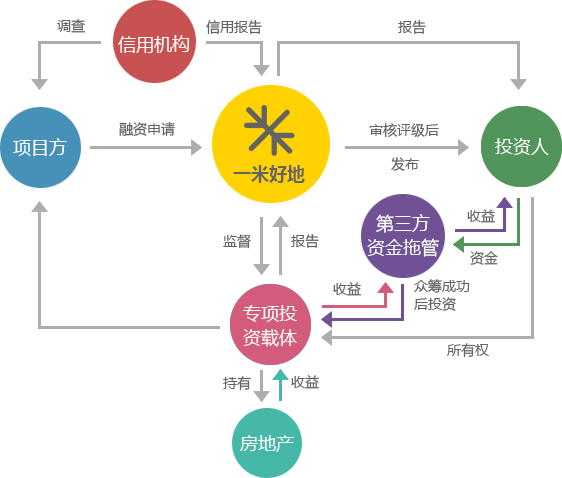 调查
信用机构
信用报告
报告
项目方
融资申请
一米好地
审核评级后
发布
投资人
第三方
资金拖管
收益
资金
监督
报告
收益
众筹成功
后投资
专项投
资载体
所有权
持有
收益
房地产